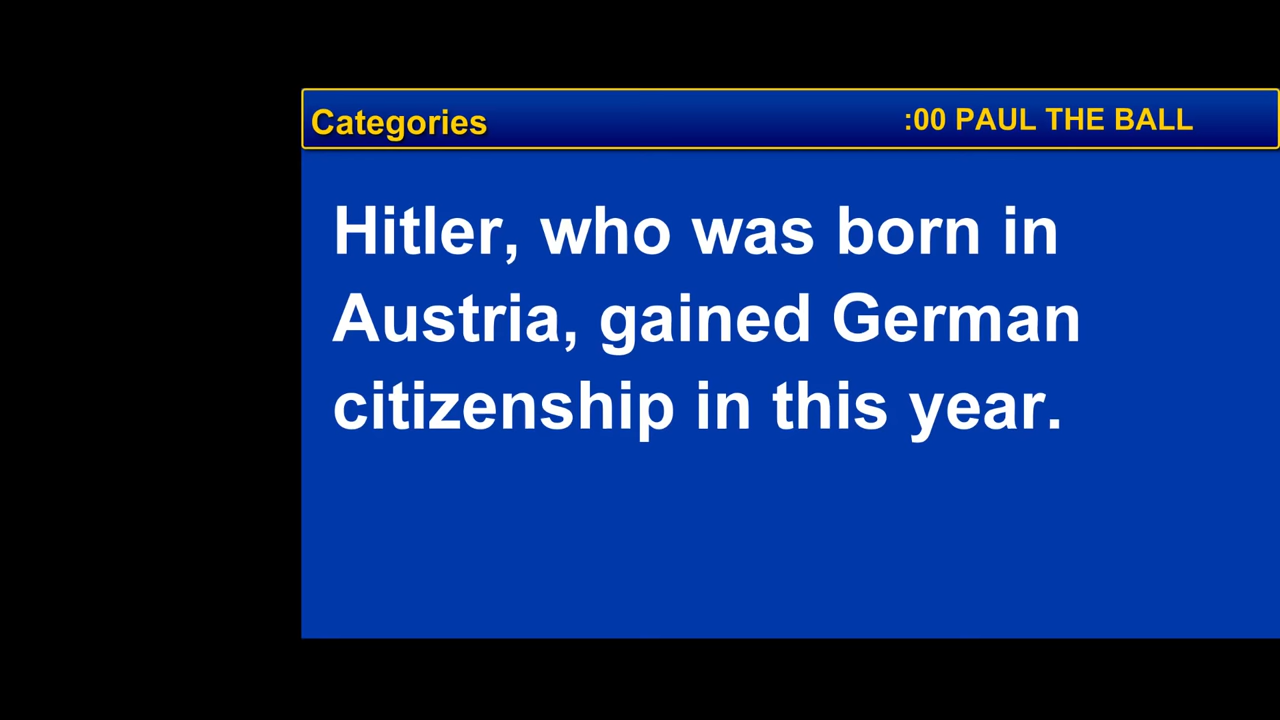 Categories
:00 PAUL THE BALL
Hitler, who was born in
Austria, gained German
citizenship in this year.